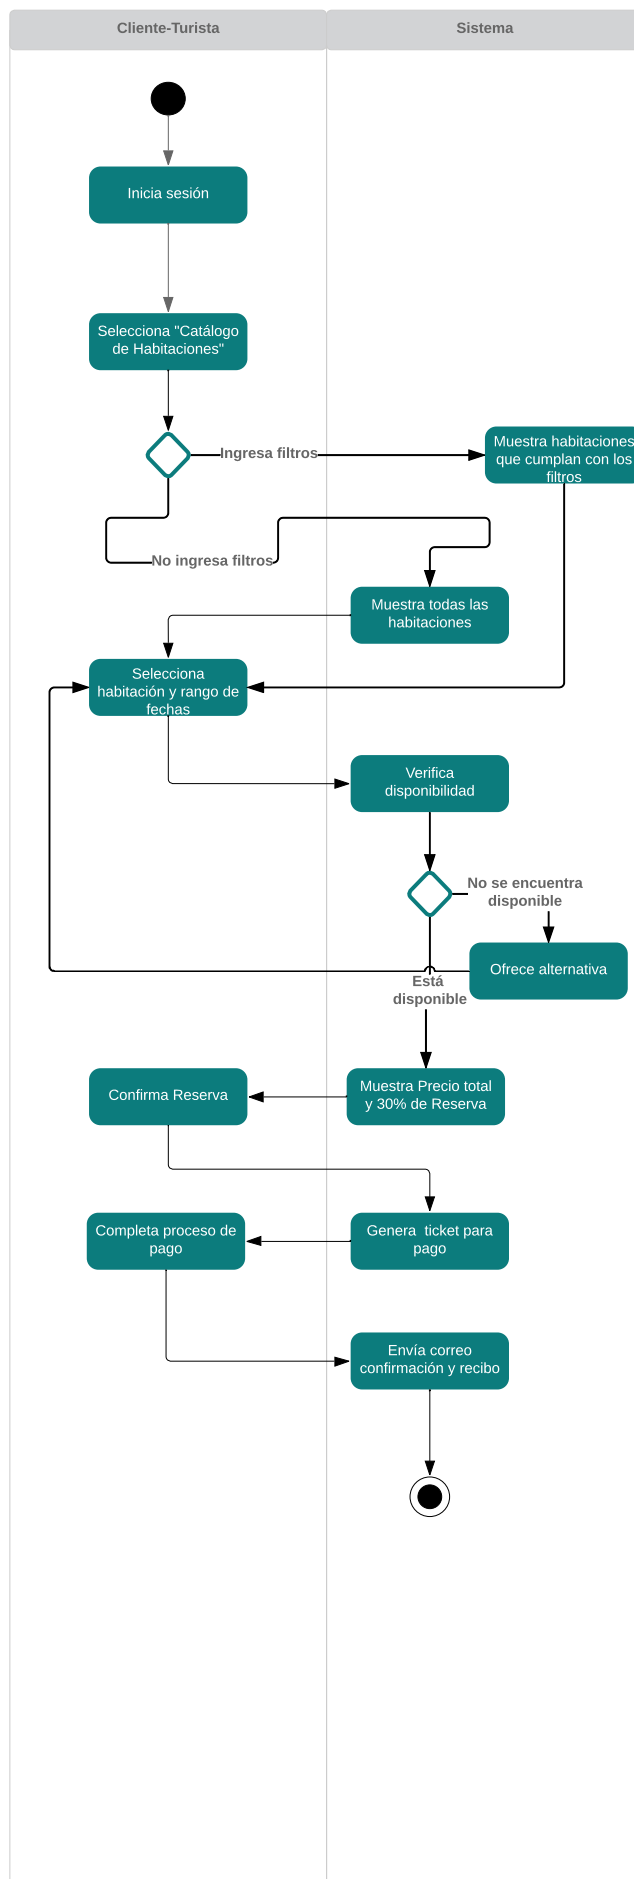 Cliente-Turista
Sistema
Inicia sesión
Selecciona "Catálogo
de Habitaciones"
Ingresa filtros
Muestra habitaciones
que cumplan con los
filtros
No ingresa filtros
Muestra todas las
habitaciones
Selecciona
habitación y rango de
fechas
Verifica
disponibilidad
No se encuentra
disponible
Ofrece alternativa
Está
disponible
Confirma Reserva
Muestra Precio total
y 30% de Reserva
Completa proceso de
pago
Genera  ticket para
pago
Envía correo
confirmación y recibo